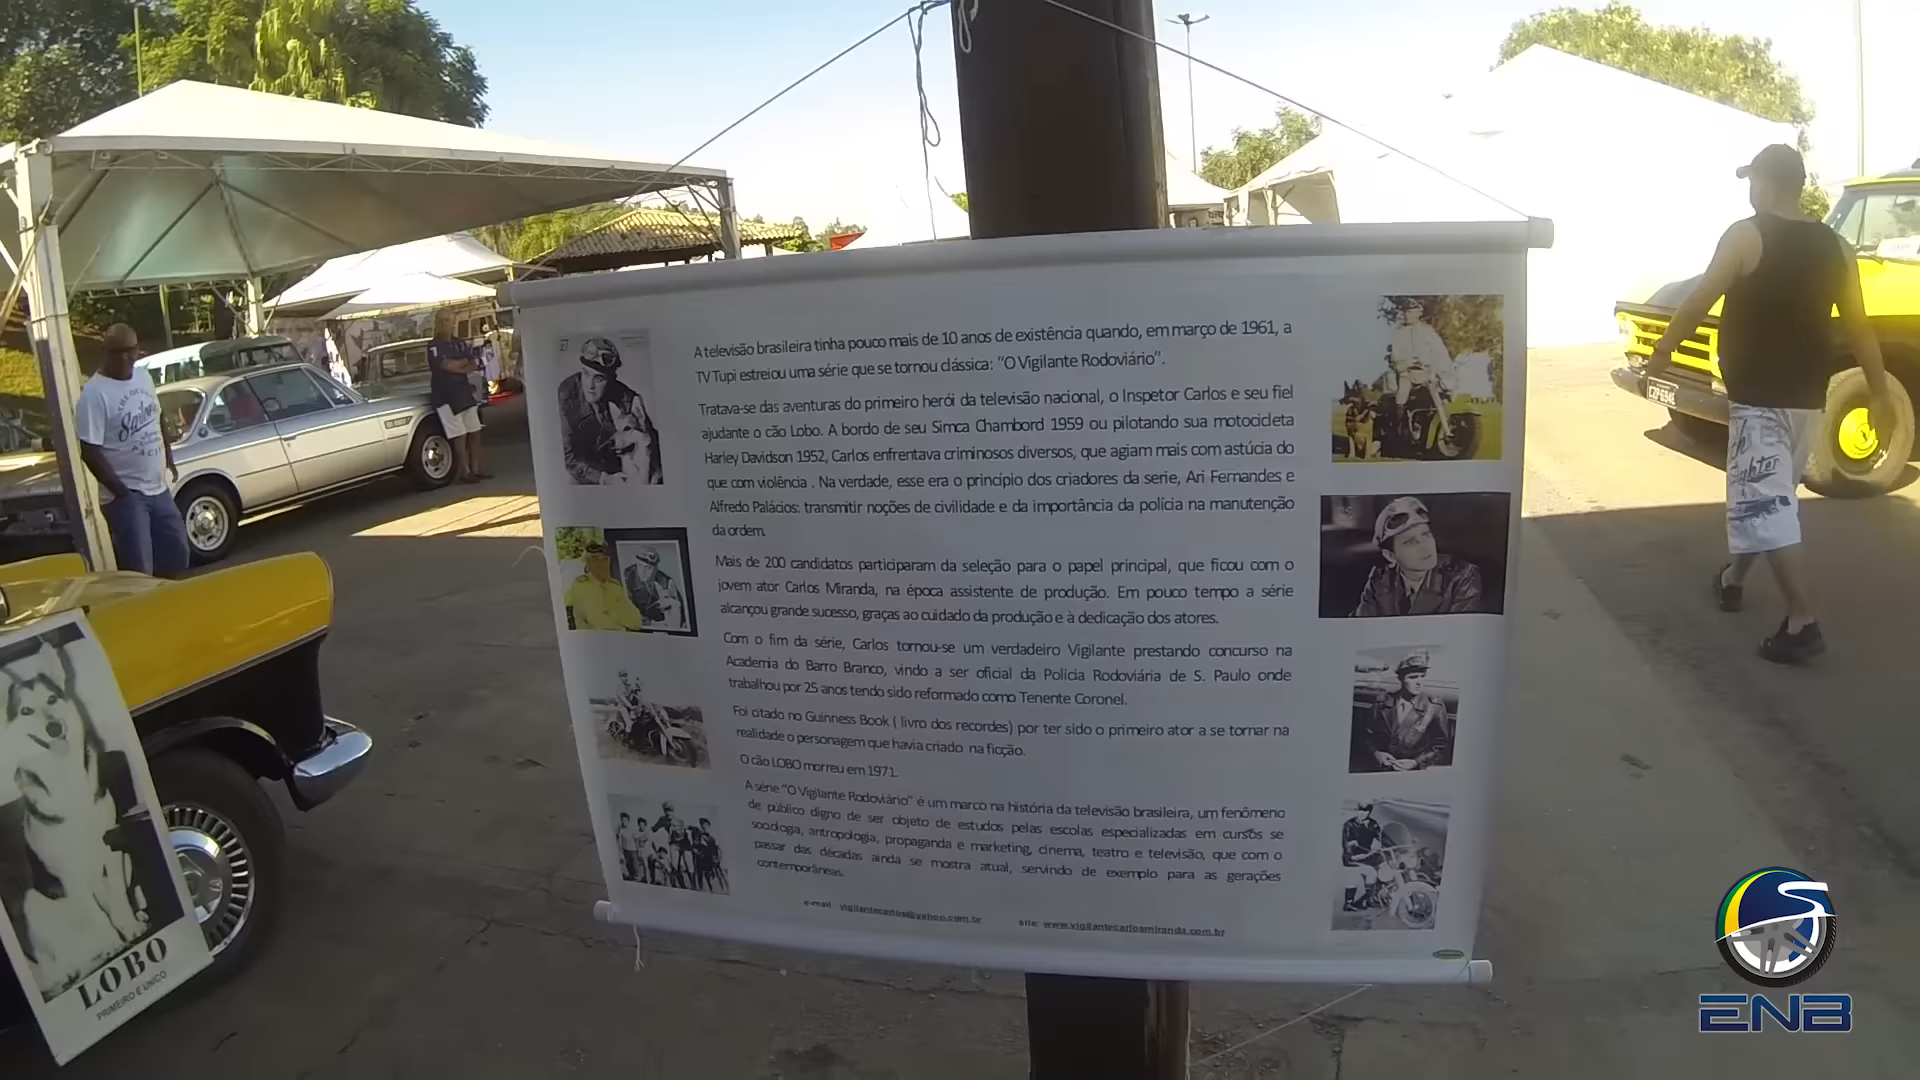 A televisão brasileira tinha pouco mais de 10 anos de existência quando, em março de 1961, a
TV Tupi estreiou uma série que se tornou clássica: "O Vigilante Rodoviário".
Tratava-se das aventuras do primeiro herói da televisão nacional, o Inspetor Carlos e seu fiel
ajudante o cão Lobo. A bordo de seu Simca Chambord 1959 ou pilotando sua motocicleta
Harley Davidson 1952, Carlos enfrentava criminosos diversos, que agiam mais com astúcia do
que com violência . Na verdade, esse era o princípio dos criadores da serie, Ari Fernandes e
Alfredo Palácios: transmitir noções de civilidade e da importância da polícia na manutenção
da ordem.
Mais de 200 candidatos participaram da seleção para o papel principal, que ficou com o
jovem ator Carlos Miranda, na época assistente de produção. Em pouco tempo a série
alcançou grande sucesso, graças ao cuidado da produção e à dedicação dos atores.
Com o fim da série, Carlos tornou-se um verdadeiro Vigilante prestando concurso na
Academia do Barro Branco, vindo a ser oficial da Polícia Rodoviária de S. Paulo onde
trabalhou por 25 anos tendo sido reformado como Tenente Coronel.
Foi citado no Guinness Book ( livro dos recordes) por ter sido o primeiro ator a se tornar na
realidade o personagem que havia criado na ficção.
O cão LOBO morreu em 1971.
A série "O Vigilante Rodoviário" é um marco na história da televisão brasileira, um fenômeno
de público digno de ser objeto de estudos pelas escolas especializadas em cursos se
sociologia, antropologia, propaganda e marketing, cinema, teatro e televisão, que com o
passar das décadas ainda se mostra atual, servindo de exemplo para as gerações
contemporâneas.
e-mail vigilantecarlos@yahoo.com.br site: www.vigilantecarlosmiranda.com.br
LOBO
PRIMEIRO E UNICO
ENB